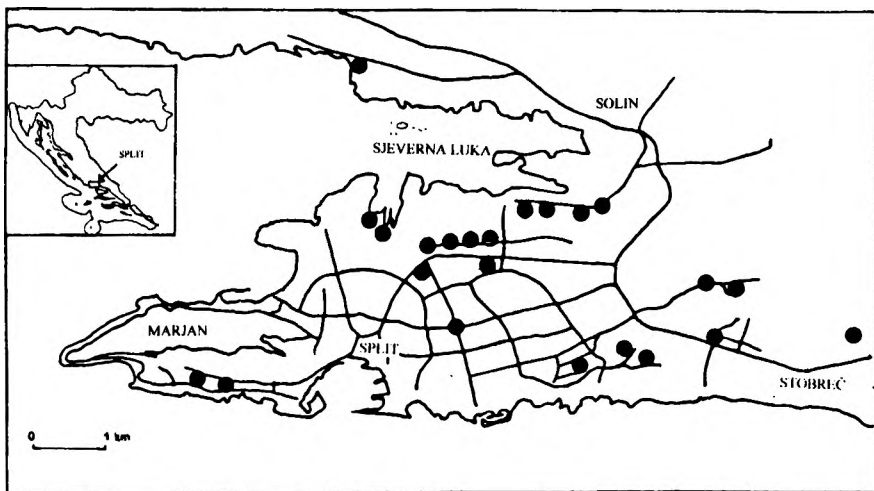 SOLIN
SPLIT
SJEVERNA LUKA
MARJAN
SPLIT
STOBREČ
0 1 km